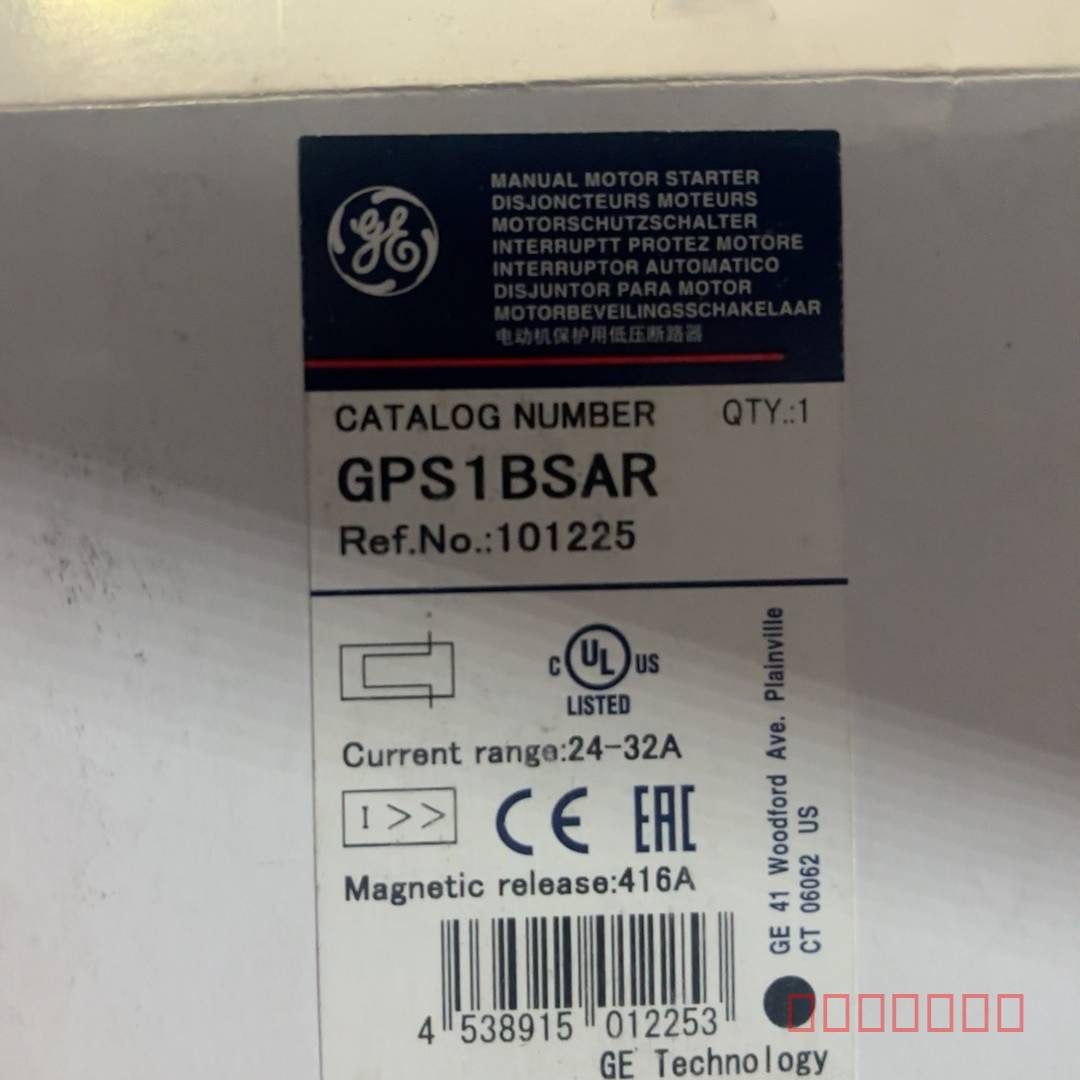 GE
MANUAL MOTOR STARTER
DISJONCTEURS MOTEURS
MOTORSCHUTZSCHALTER
INTERRUPTT PROTEZ MOTORE
INTERRUPTOR AUTOMATICO
DISJUNTOR PARA MOTOR
MOTORBEVEILINGSSCHAKELAAR
电动机保护用低压断路器
CATALOG NUMBER QTY.:1
GPS1BSAR
Ref.No.:101225
C UL US
LISTED
Current range:24-32A
I >> CE EAC
Magnetic release:416A
GE 41 Woodford Ave. Plainville
CT 06062 US
4 538915 012253
GE Technology